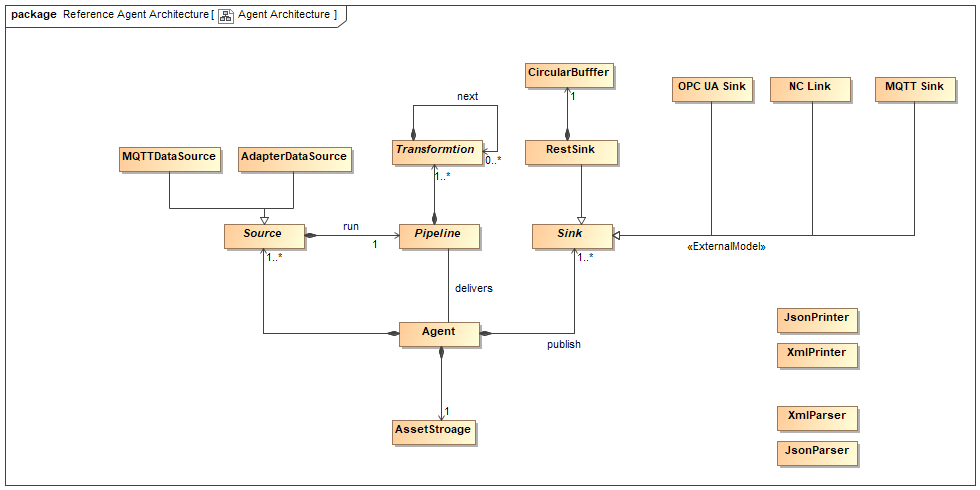 package Reference Agent Architecture [ Agent Architecture ]
CircularBufffer
OPC UA Sink
NC Link
MQTT Sink
next
1
Transformtion
RestSink
0..*
MQTTDataSource
AdapterDataSource
1..*
Source
run
Pipeline
Sink
1
«ExternalModel»
1..*
1..*
delivers
JsonPrinter
Agent
publish
XmlPrinter
1
XmlParser
AssetStroage
JsonParser